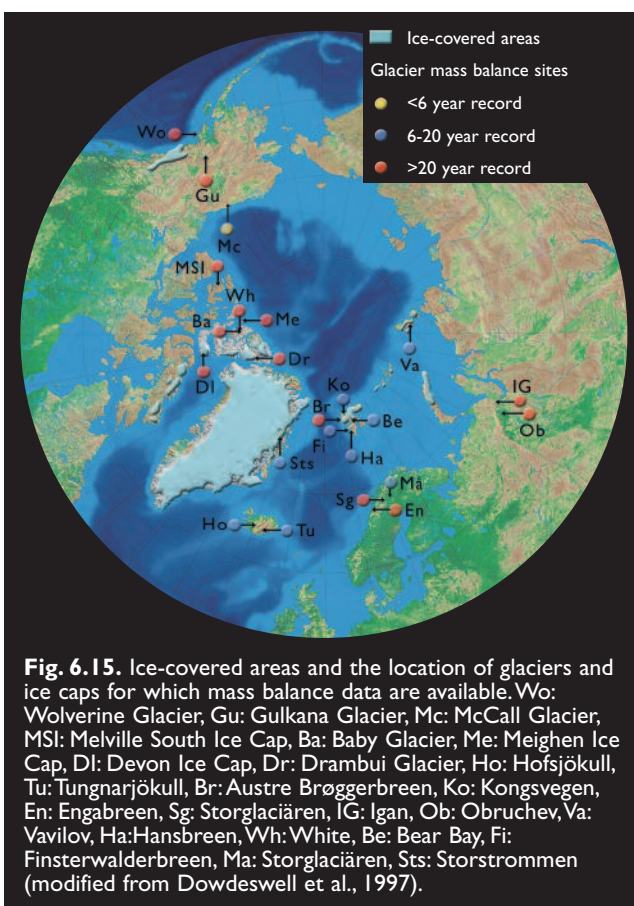 Ice-covered areas
Glacier mass balance sites
<6 year record
6-20 year record
>20 year record
Wo
Gu
Mc
MSI
Wh
Ba
Me
Dr
DI
Va
Ko
IG
Br
Be
Ob
Fi
Ha
Sts
Må
Sg
En
Ho
Tu
Fig. 6.15. Ice-covered areas and the location of glaciers and
ice caps for which mass balance data are available. Wo:
Wolverine Glacier, Gu: Gulkana Glacier, Mc: McCall Glacier,
MSI: Melville South Ice Cap, Ba: Baby Glacier, Me: Meighen Ice
Cap, DI: Devon Ice Cap, Dr: Drambui Glacier, Ho: Hofsjökull,
Tu: Tungnarjökull, Br: Austre Brøggerbreen, Ko: Kongsvegen,
En: Engabreen, Sg: Storglaciären, IG: Igan, Ob: Obruchev, Va:
Vavilov, Ha:Hansbreen, Wh: White, Be: Bear Bay, Fi:
Finsterwalderbreen, Ma: Storglaciären, Sts: Storstrommen
(modified from Dowdeswell et al., 1997).